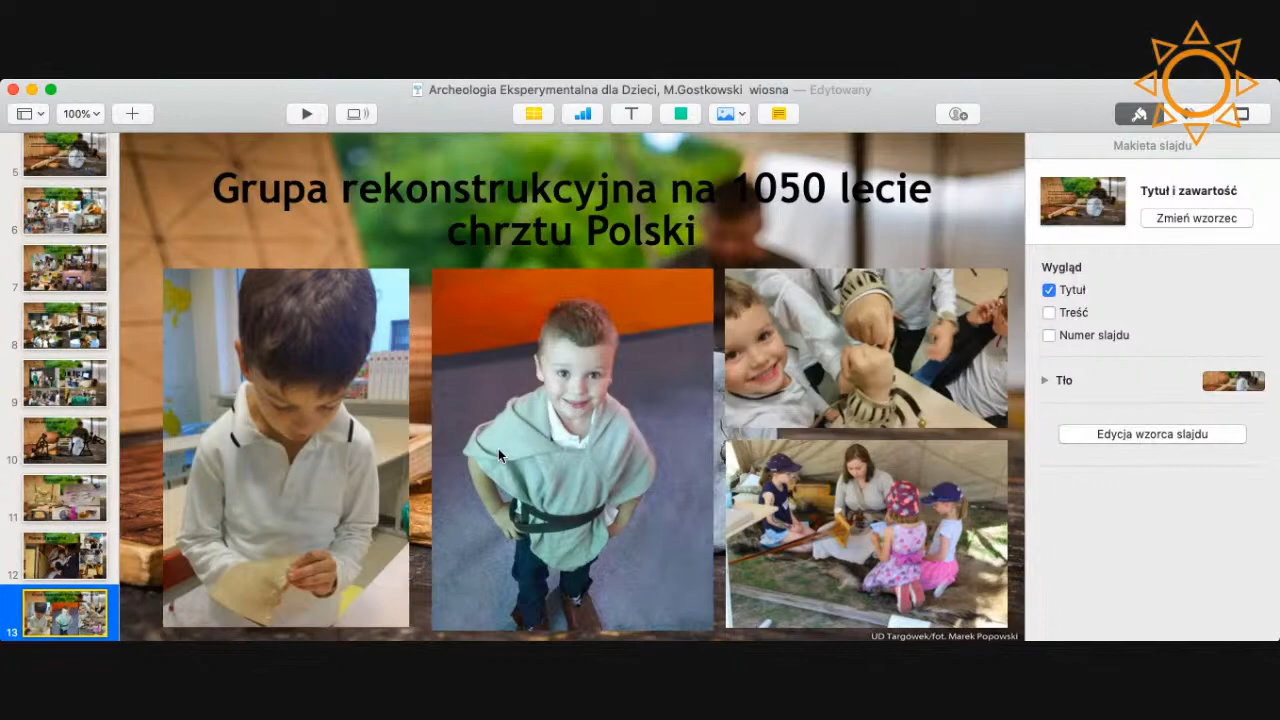 Archeologia Eksperymentalna dla Dzieci, M.Gostkowski wiosna — Edytowany
100%
Makieta slajdu
Tytuł i zawartość
Zmień wzorzec
Wygląd
Tytuł
Treść
Numer slajdu
Tło
Edycja wzorca slajdu
5
6
7
8
9
10
11
12
13
Grupa rekonstrukcyjna na 1050 lecie
chrztu Polski
UD Targówek/fot. Marek Popowski